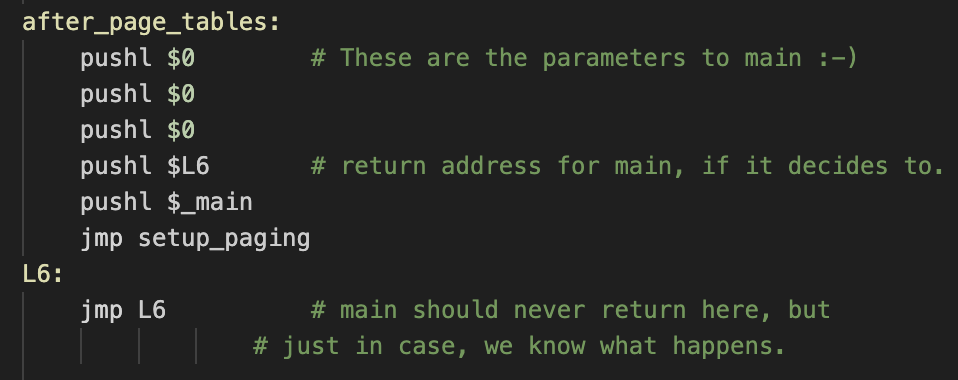 after_page_tables:
    pushl $0        # These are the parameters to main :-)
    pushl $0
    pushl $0
    pushl $L6       # return address for main, if it decides to.
    pushl $_main
    jmp setup_paging
L6:
    jmp L6          # main should never return here, but
                # just in case, we know what happens.